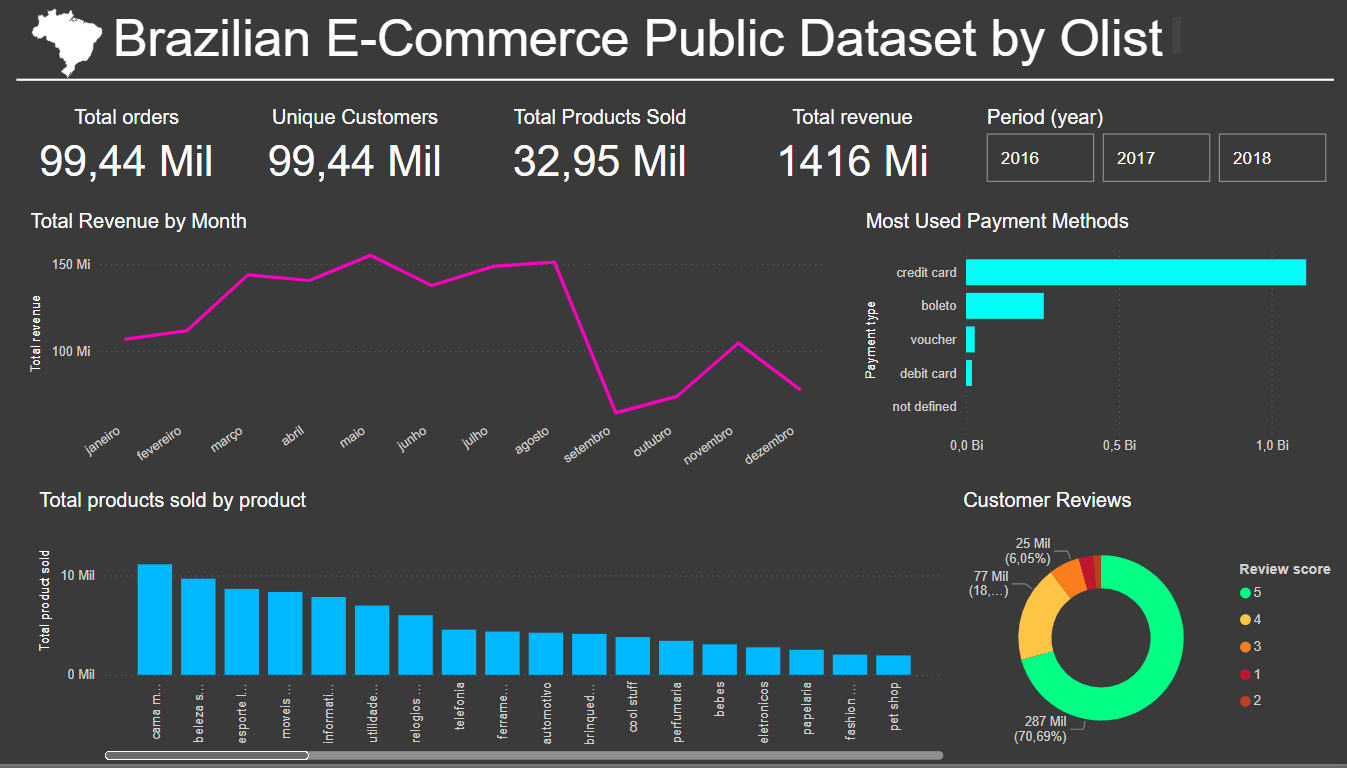 Brazilian E-Commerce Public Dataset by Olist
Total orders
99,44 Mil
Unique Customers
99,44 Mil
Total Products Sold
32,95 Mil
Total revenue
1416 Mi
Period (year)
2016
2017
2018
Total Revenue by Month
Total revenue
150 Mi
100 Mi
janeiro
fevereiro
março
abril
maio
junho
julho
agosto
setembro
outubro
novembro
dezembro
Most Used Payment Methods
Payment type
credit card
boleto
voucher
debit card
not defined
0,0 Bi
0,5 Bi
1,0 Bi
Total products sold by product
Total product sold
10 Mil
0 Mil
cama m...
beleza s...
esporte l...
moveis ...
informati...
utilidade...
relogios ...
telefonia
ferrame...
automotivo
brinqued...
cool stuff
perfumaria
bebes
eletronicos
papelaria
fashion ...
pet shop
Customer Reviews
25 Mil
(6,05%)
77 Mil
(18,...)
287 Mil
(70,69%)
Review score
5
4
3
1
2